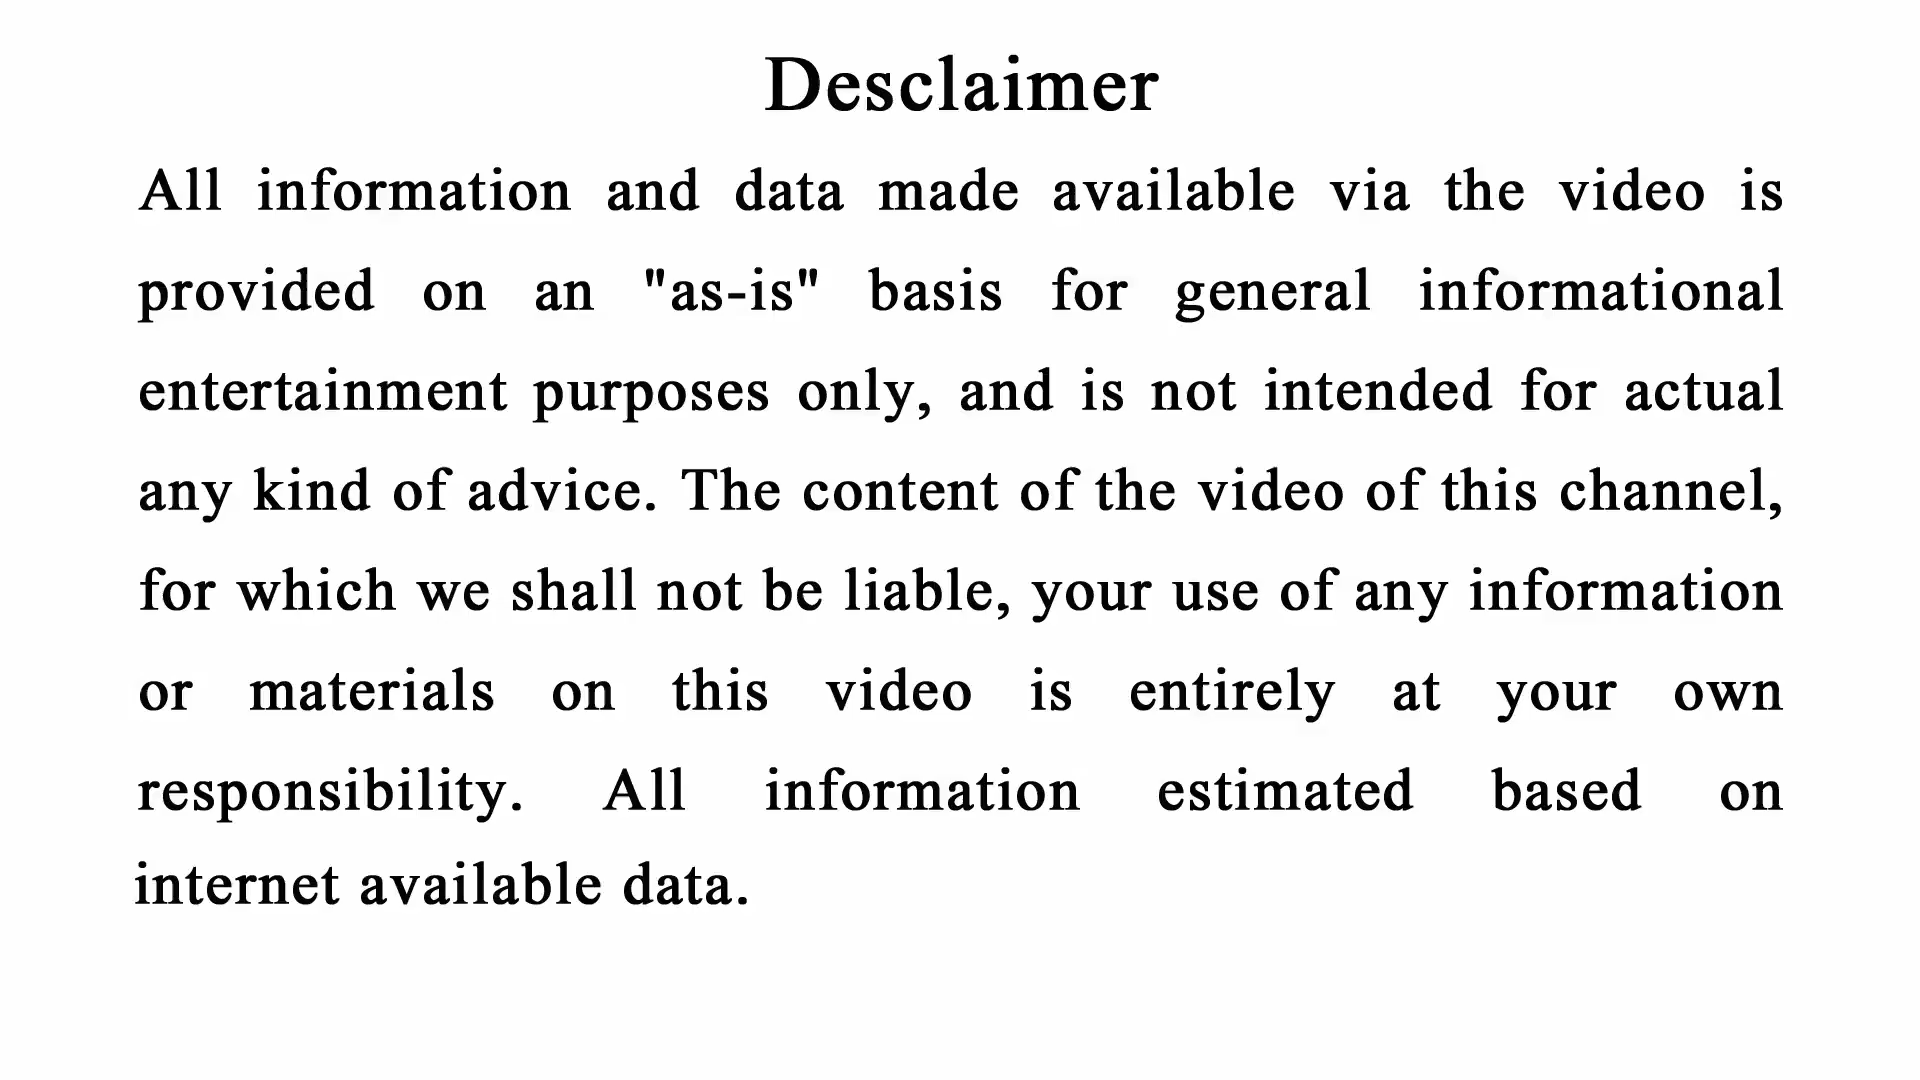 Desclaimer
All information and data made available via the video is
provided on an "as-is" basis for general informational
entertainment purposes only, and is not intended for actual
any kind of advice. The content of the video of this channel,
for which we shall not be liable, your use of any information
or materials on this video is entirely at your own
responsibility. All information estimated based on
internet available data.